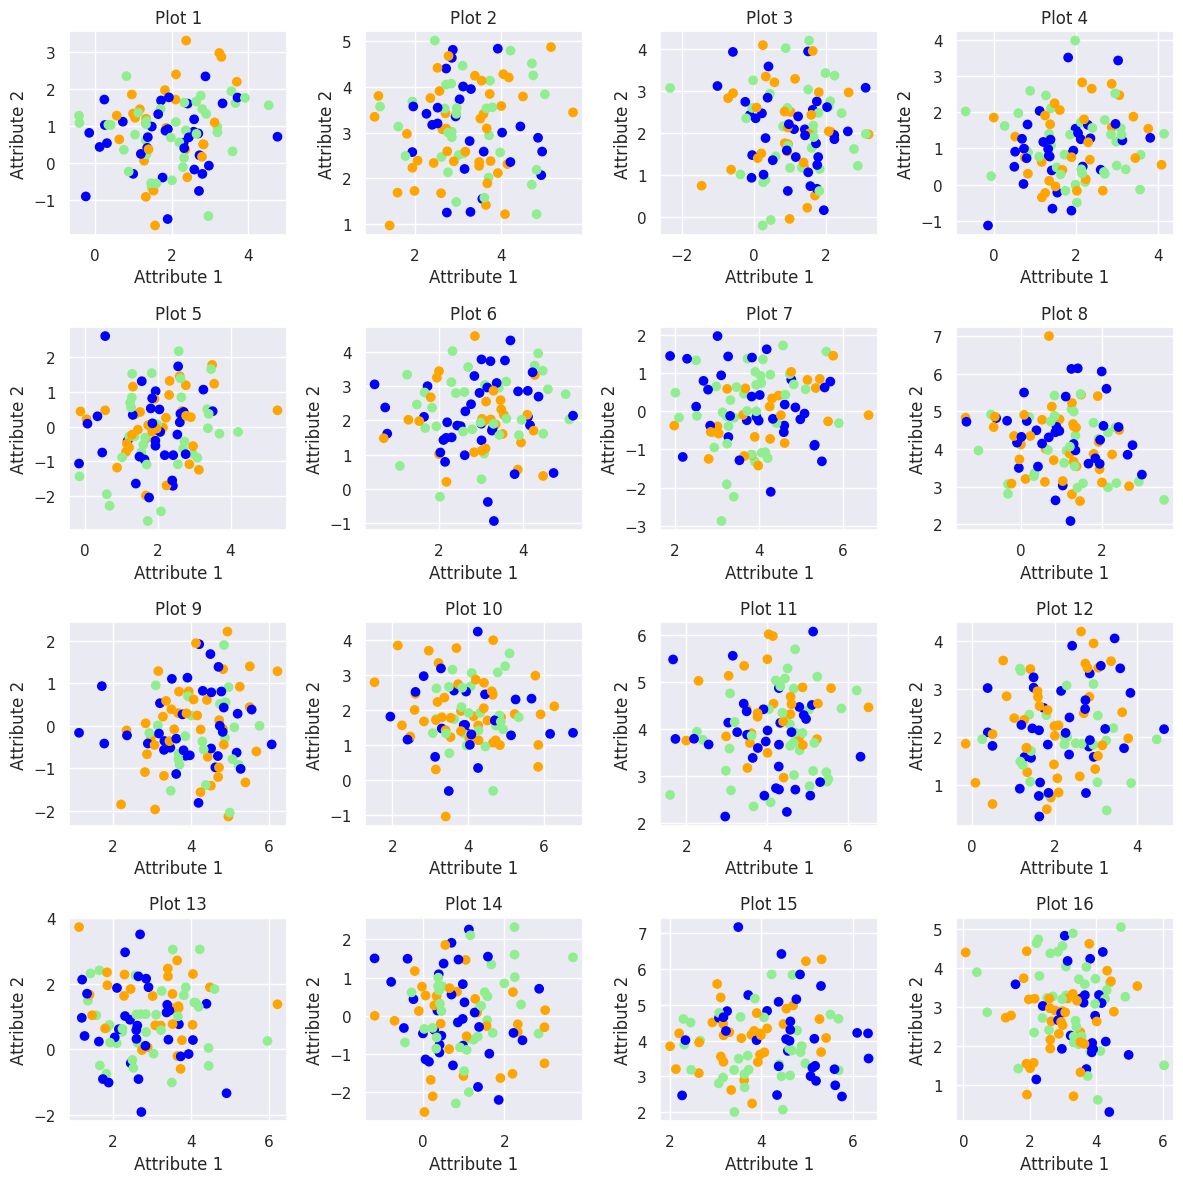 Plot 1 Plot 2 Plot 3 Plot 4
3 2 1 0 −1
5 4 3 2 1
4 3 2 1 0
4 3 2 1 0 −1
Attribute 2 Attribute 2 Attribute 2 Attribute 2
0 2 4
2 4
−2 0 2
0 2 4
Attribute 1 Attribute 1 Attribute 1 Attribute 1
Plot 5 Plot 6 Plot 7 Plot 8
2 1 0 −1 −2
4 3 2 1 0 −1
2 1 0 −1 −2 −3
7 6 5 4 3 2
Attribute 2 Attribute 2 Attribute 2 Attribute 2
0 2 4
2 4
2 4 6
0 2
Attribute 1 Attribute 1 Attribute 1 Attribute 1
Plot 9 Plot 10 Plot 11 Plot 12
2 1 0 −1 −2
4 3 2 1 0 −1
6 5 4 3 2
4 3 2 1
Attribute 2 Attribute 2 Attribute 2 Attribute 2
2 4 6
2 4 6
2 4 6
0 2 4
Attribute 1 Attribute 1 Attribute 1 Attribute 1
Plot 13 Plot 14 Plot 15 Plot 16
4 2 0 −2
2 1 0 −1 −2
7 6 5 4 3 2
5 4 3 2 1
Attribute 2 Attribute 2 Attribute 2 Attribute 2
2 4 6
0 2
2 4 6
0 2 4 6
Attribute 1 Attribute 1 Attribute 1 Attribute 1